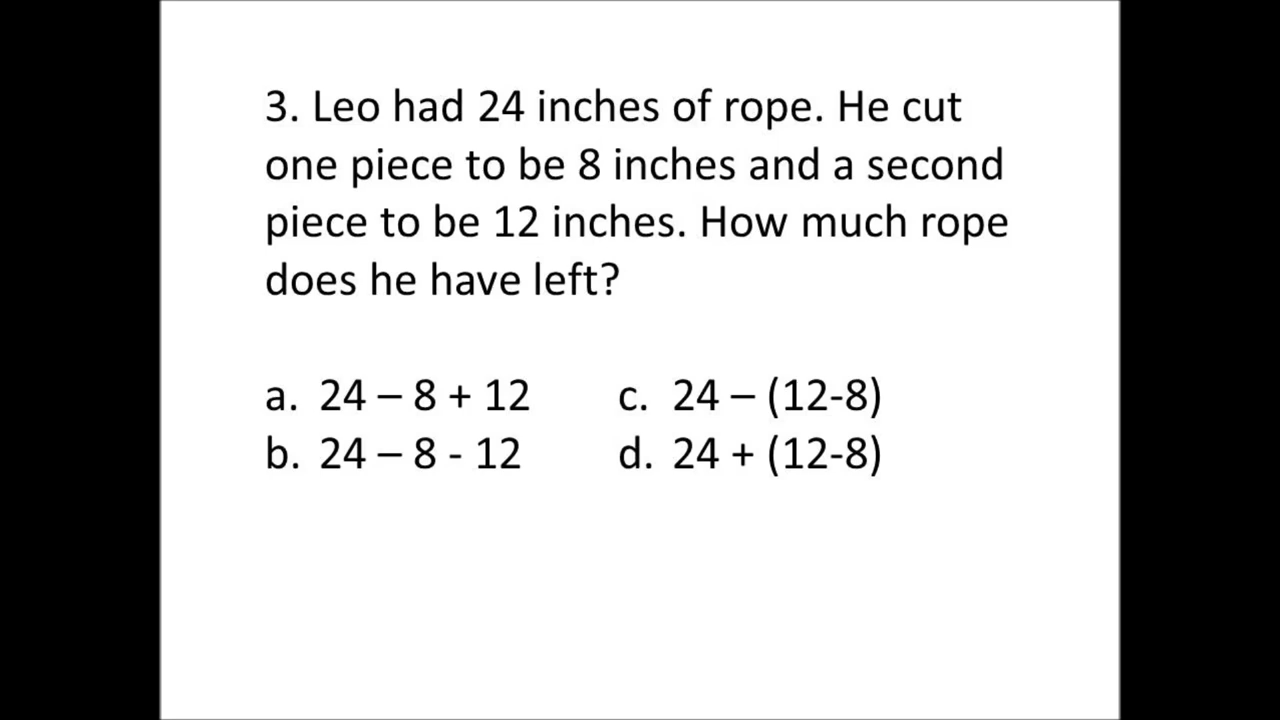 3. Leo had 24 inches of rope. He cut
one piece to be 8 inches and a second
piece to be 12 inches. How much rope
does he have left?
a. 24 – 8 + 12 c. 24 – (12-8)
b. 24 – 8 - 12 d. 24 + (12-8)